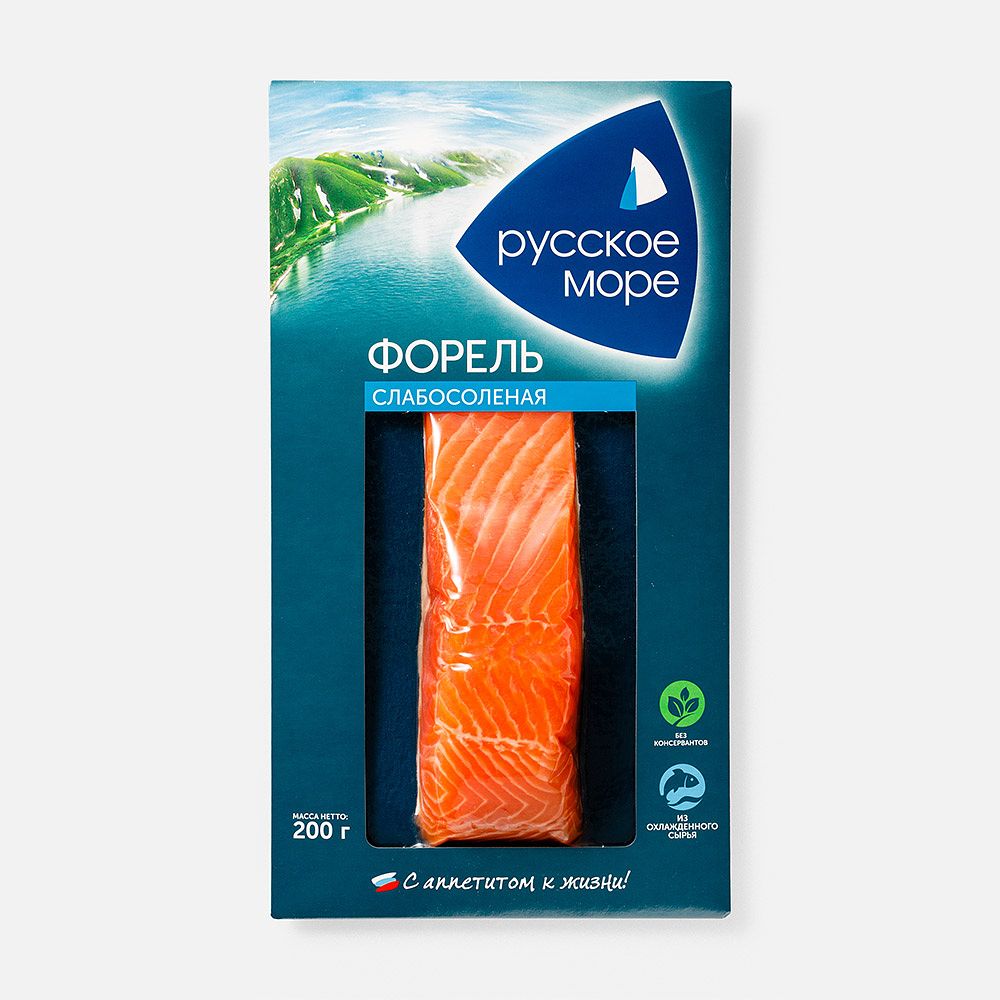 русское
море
ФОРЕЛЬ
СЛАБОСОЛЕНАЯ
БЕЗ
КОНСЕРВАНТОВ
ИЗ
ОХЛАЖДЕННОГО
СЫРЬЯ
МАССА НЕТТО:
200 г
С аппетитом к жизни!